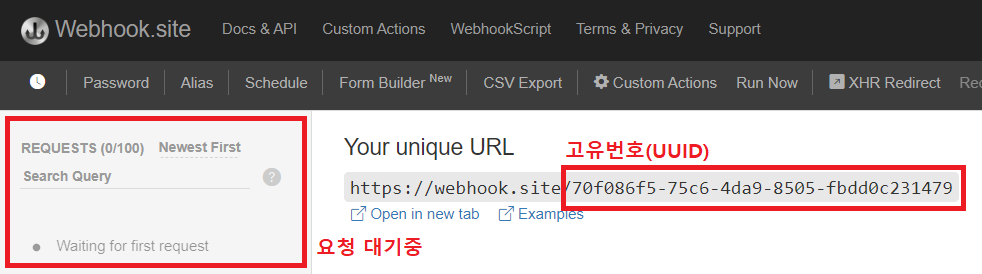 Webhook.site Docs & API Custom Actions WebhookScript Terms & Privacy Support
Password Alias Schedule Form Builder New CSV Export Custom Actions Run Now XHR Redirect Rec
REQUESTS (0/100) Newest First
Search Query ?
Waiting for first request
Your unique URL
고유번호(UUID)
https://webhook.site/70f086f5-75c6-4da9-8505-fbdd0c231479
Open in new tab Examples
요청 대기중